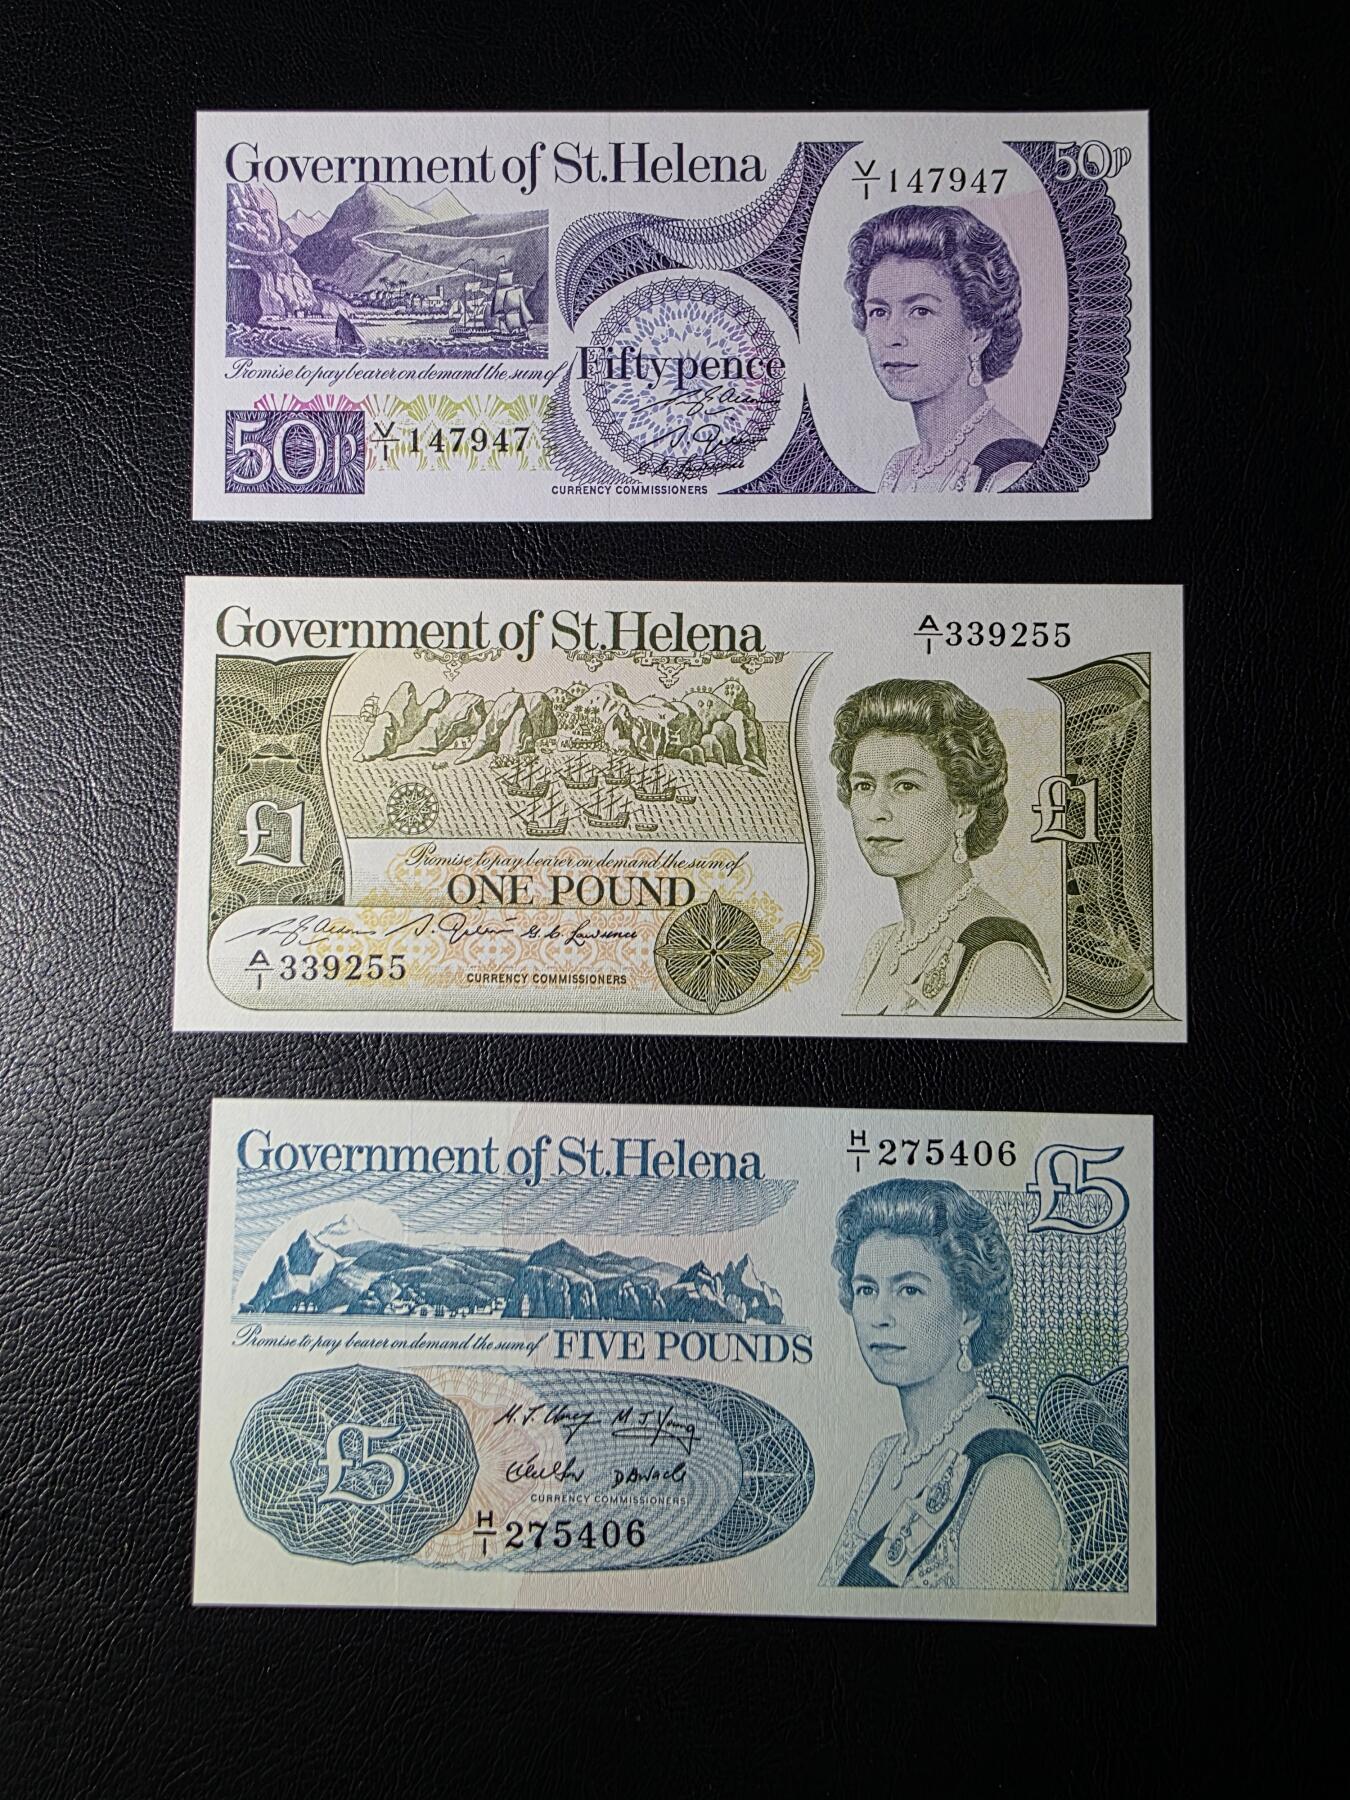 Government of St.Helena
50p
V/1 147947
Promise to pay bearer on demand the sum of
Fifty pence
50p
V/1 147947
CURRENCY COMMISSIONERS
Government of St.Helena
A/1 339255
£1
£1
Promise to pay bearer on demand the sum of
ONE POUND
G. C. Lawrence
A/1 339255
CURRENCY COMMISSIONERS
Government of St.Helena
H/1 275406
£5
Promise to pay bearer on demand the sum of FIVE POUNDS
£5
M J Young
CURRENCY COMMISSIONERS
H/1 275406